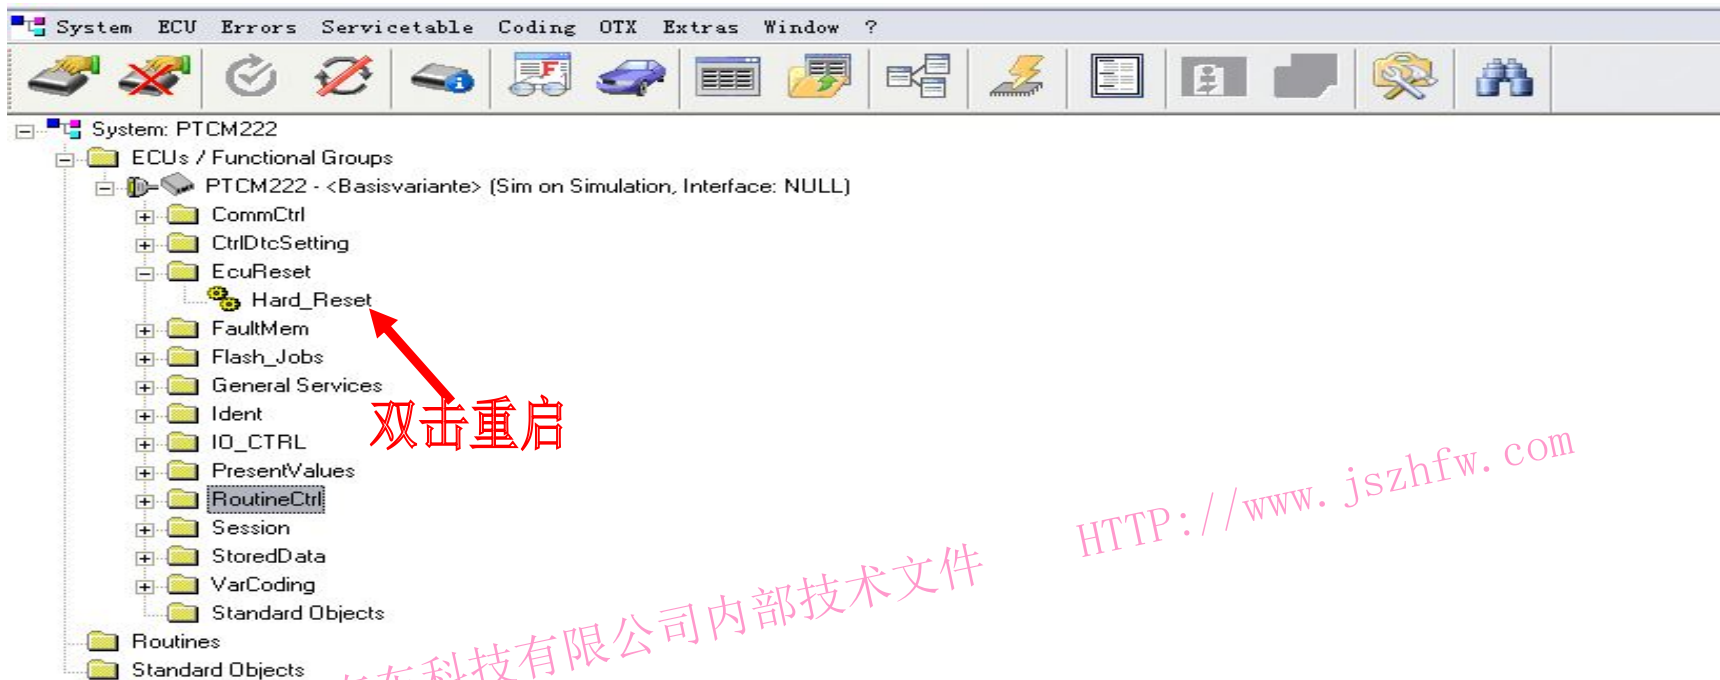 System ECU Errors Servicetable Coding OTX Extras Window ?
System: PTCM222
ECUs / Functional Groups
PTCM222 - <Basisvariante> (Sim on Simulation, Interface: NULL)
CommCtrl
CtrlDtcSetting
EcuReset
Hard_Reset
FaultMem
Flash_Jobs
General Services
双击重启
Ident
IO_CTRL
PresentValues
RoutineCtrl
HTTP://www.jszhfw.com
Session
StoredData
VarCoding
Standard Objects
科技有限公司内部技术文件
Routines
Standard Objects